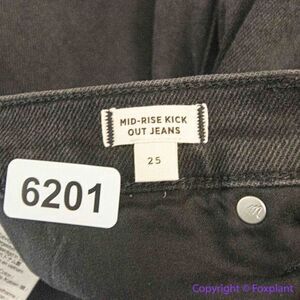 MID-RISE KICK
OUT JEANS
25
6201
Copyright © Foxplant